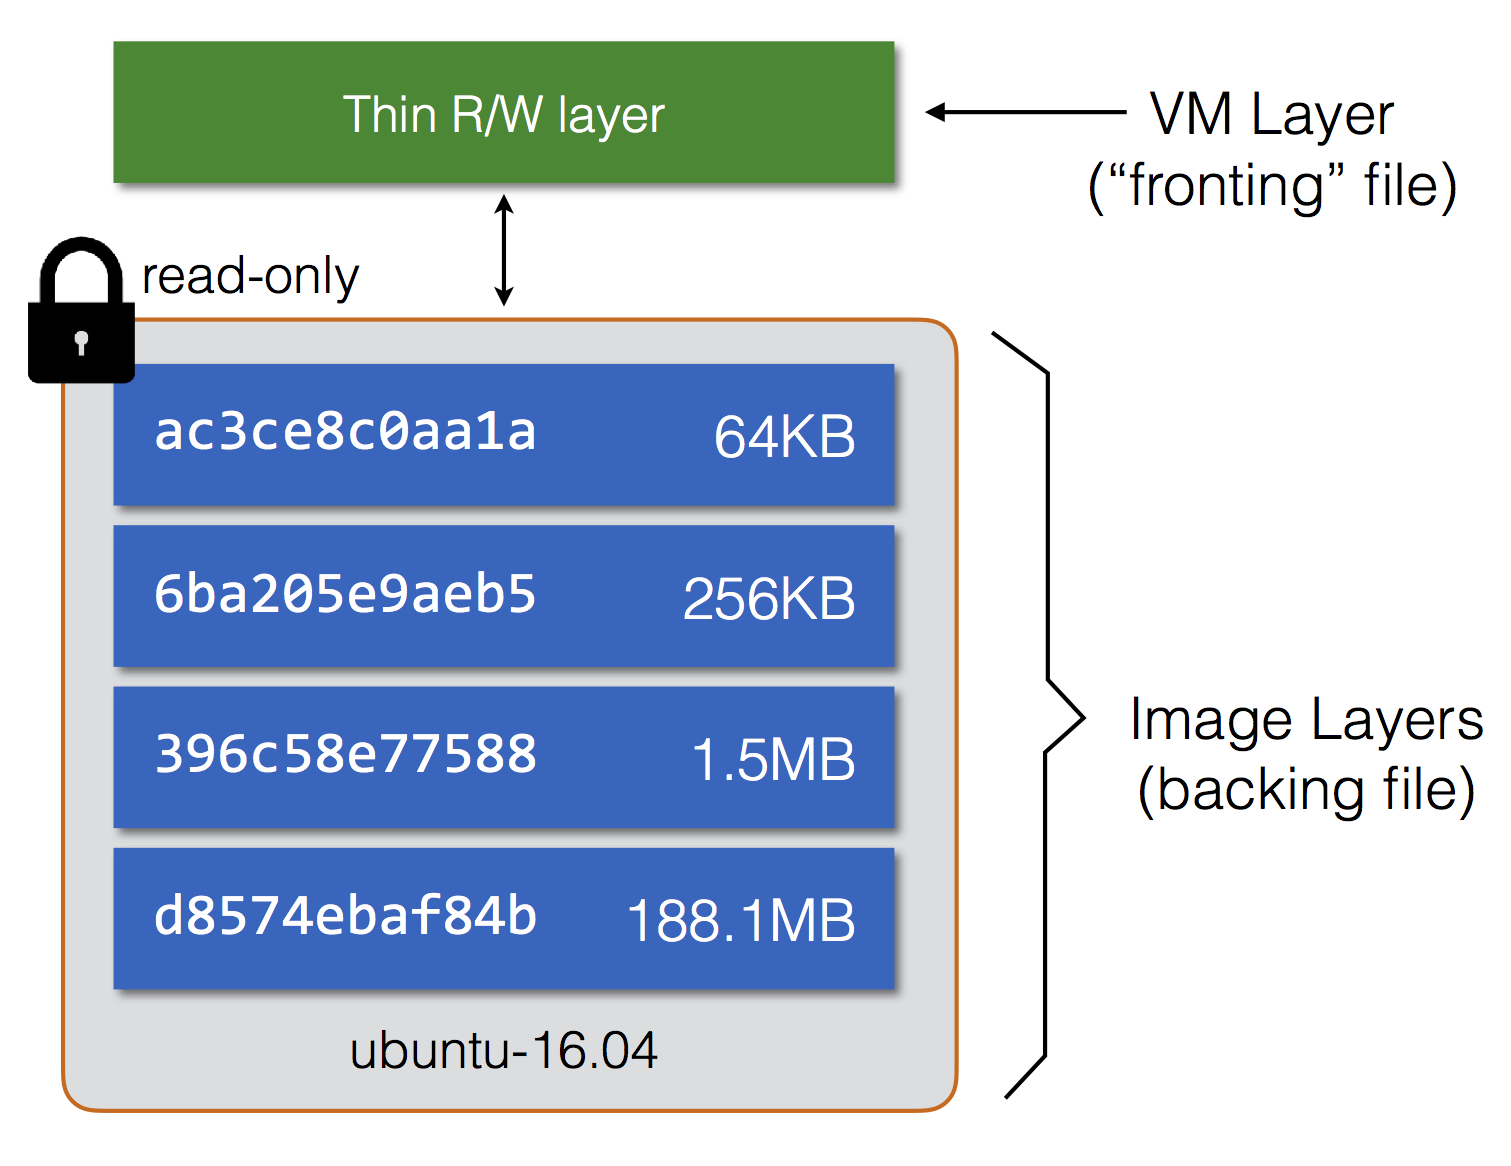 Thin R/W layer
VM Layer
(“fronting” file)
read-only
ac3ce8c0aa1a 64KB
6ba205e9aeb5 256KB
396c58e77588 1.5MB
d8574ebaf84b 188.1MB
Image Layers
(backing file)
ubuntu-16.04